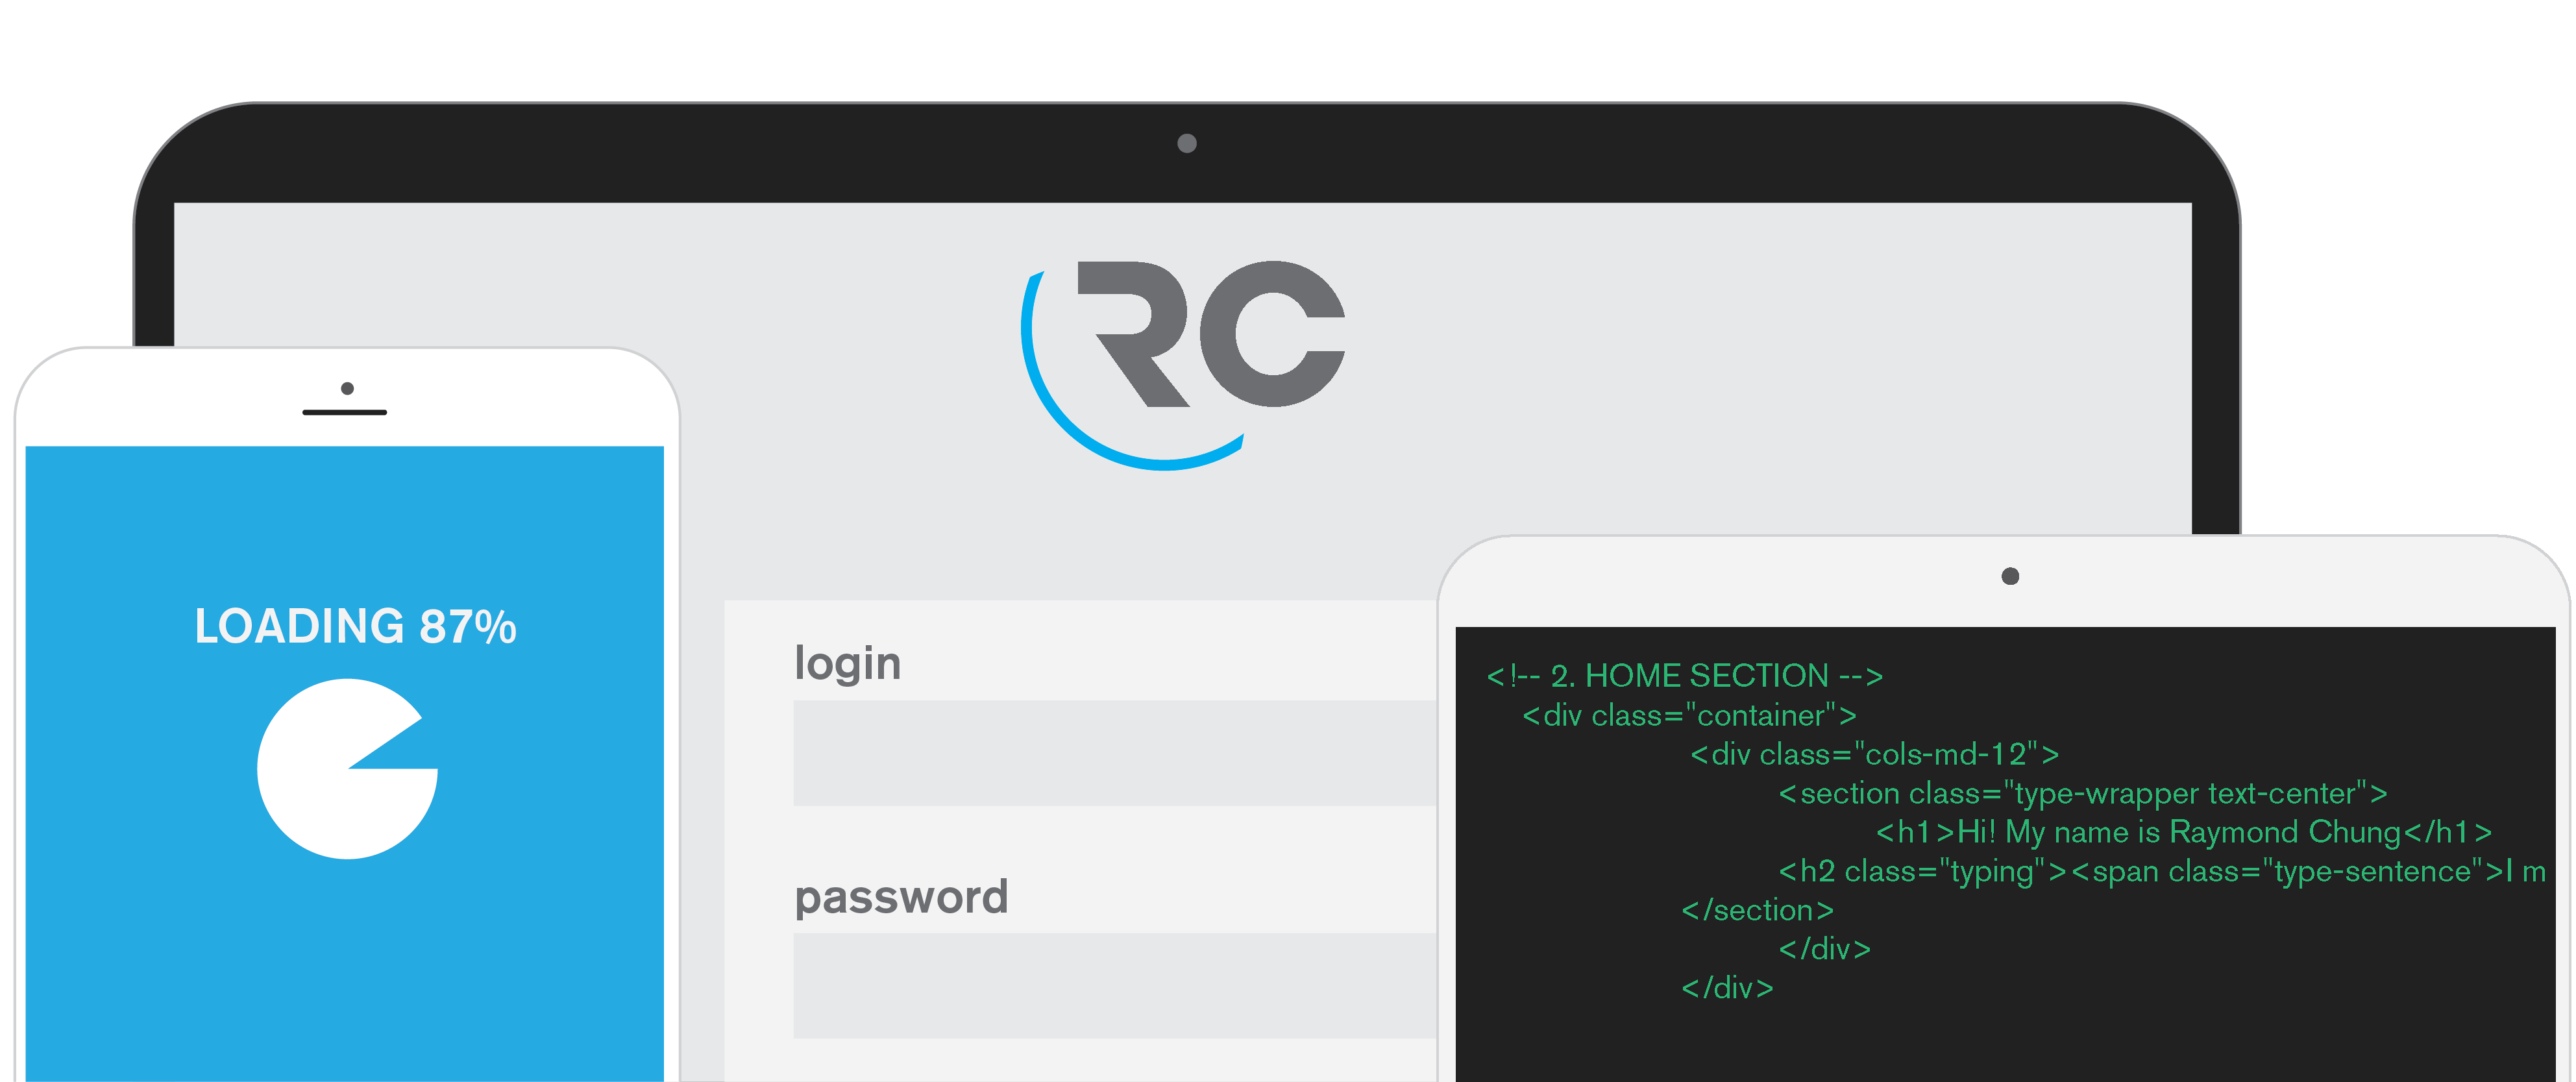 RC
LOADING 87%
login
password
<!-- 2. HOME SECTION -->
<div class="container">
<div class="cols-md-12">
<section class="type-wrapper text-center">
<h1>Hi! My name is Raymond Chung</h1>
<h2 class="typing"><span class="type-sentence">I m
</section>
</div>
</div>